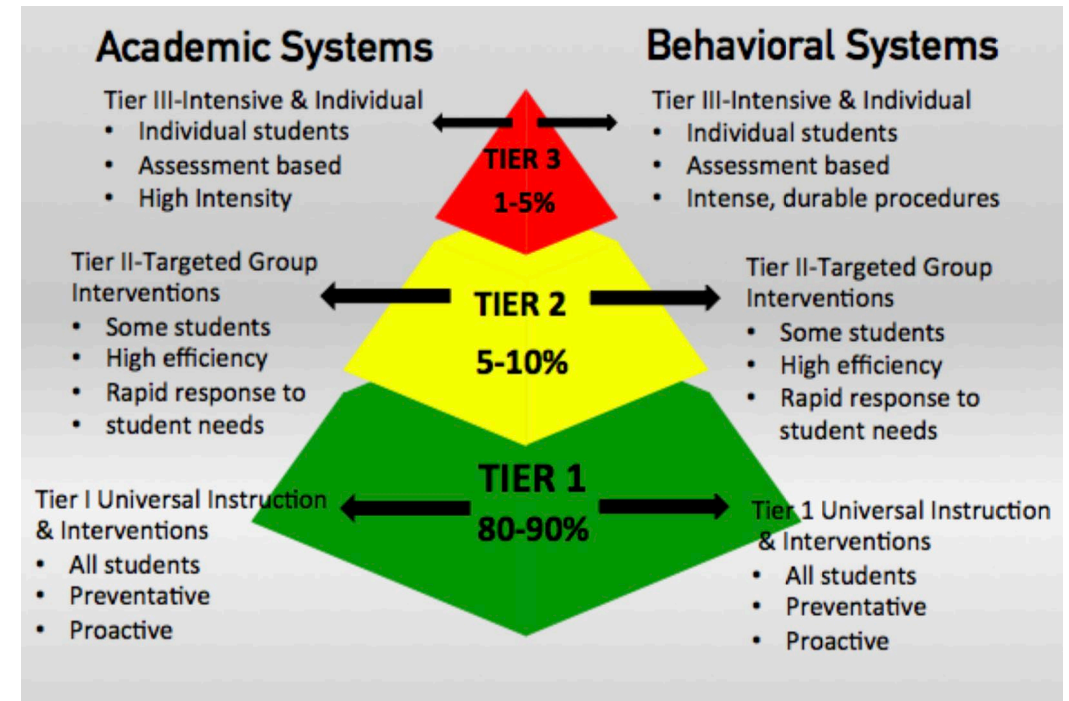 Academic Systems
Tier III-Intensive & Individual
• Individual students
• Assessment based
• High Intensity
Tier II-Targeted Group
Interventions
• Some students
• High efficiency
• Rapid response to
• student needs
Tier I Universal Instruction
& Interventions
• All students
• Preventative
• Proactive
TIER 3
1-5%
TIER 2
5-10%
TIER 1
80-90%
Behavioral Systems
Tier III-Intensive & Individual
• Individual students
• Assessment based
• Intense, durable procedures
Tier II-Targeted Group
Interventions
• Some students
• High efficiency
• Rapid response to
student needs
Tier 1 Universal Instruction
& Interventions
• All students
• Preventative
• Proactive